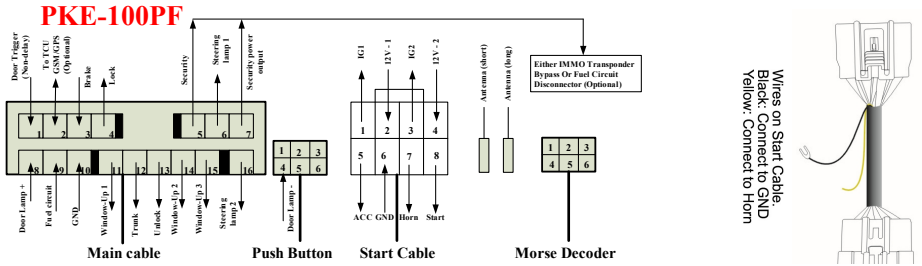 PKE-100PF
Door Trigger
(Non-delay)
To TCU
GSM/GPS
(Optional)
Brake
Lock
Security
Steering
lamp 1
Security power
output
IG1
12V - 1
IG2
12V - 2
Antenna (short)
Antenna (long)
Either IMMO Transponder
Bypass Or Fuel Circuit
Disconnector (Optional)
1 2 3 4 5 6 7
8 9 10 11 12 13 14 15 16
1 2 3
4 5 6
1 2 3 4
5 6 7 8
1 2 3
4 5 6
Door Lamp +
Fuel circuit
GND
Window-Up 1
Trunk
Unlock
Window-Up 2
Window-Up 3
Steering
lamp 2
Door Lamp -
ACC GND Horn Start
Main cable
Push Button
Start Cable
Morse Decoder
Wires on Start Cable.
Black: Connect to GND
Yellow: Connect to Horn